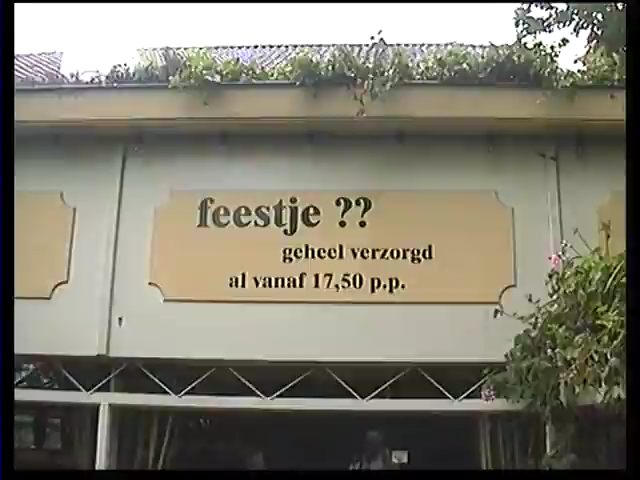 feestje ??
geheel verzorgd
al vanaf 17,50 p.p.